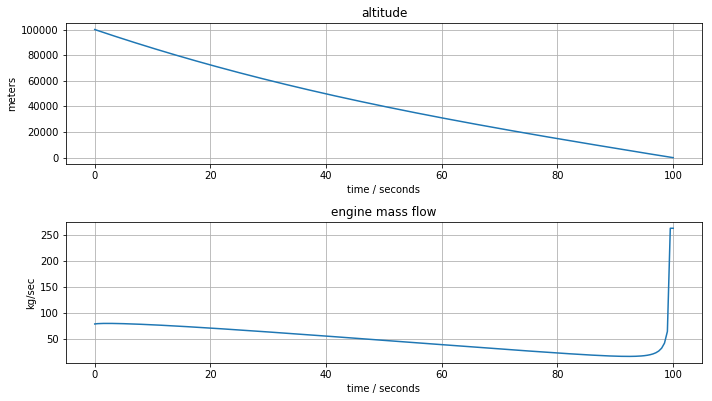 altitude
100000
80000
60000
40000
20000
0
meters
0 20 40 60 80 100
time / seconds
engine mass flow
250
200
150
100
50
kg/sec
0 20 40 60 80 100
time / seconds